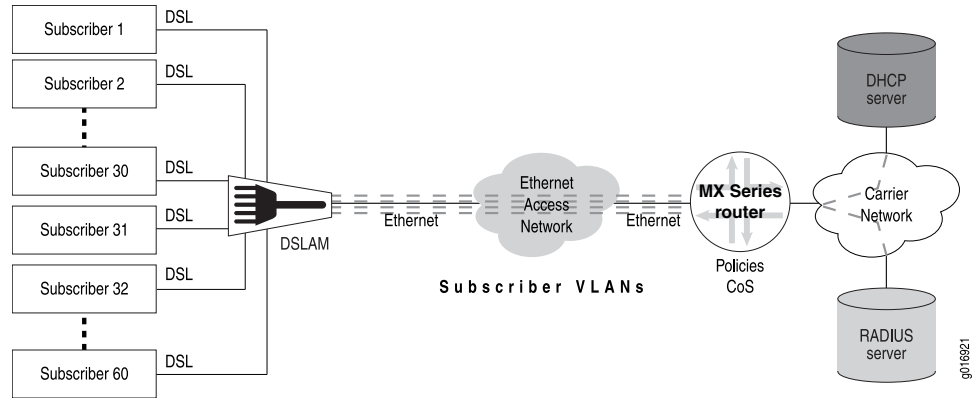 Subscriber 1
DSL
Subscriber 2
DSL
Subscriber 30
DSL
Subscriber 31
DSL
Subscriber 32
DSL
Subscriber 60
DSL
DSLAM
Ethernet
Ethernet
Access
Network
Ethernet
Subscriber VLANs
MX Series
router
Policies
CoS
DHCP
server
Carrier
Network
RADIUS
server
g016921